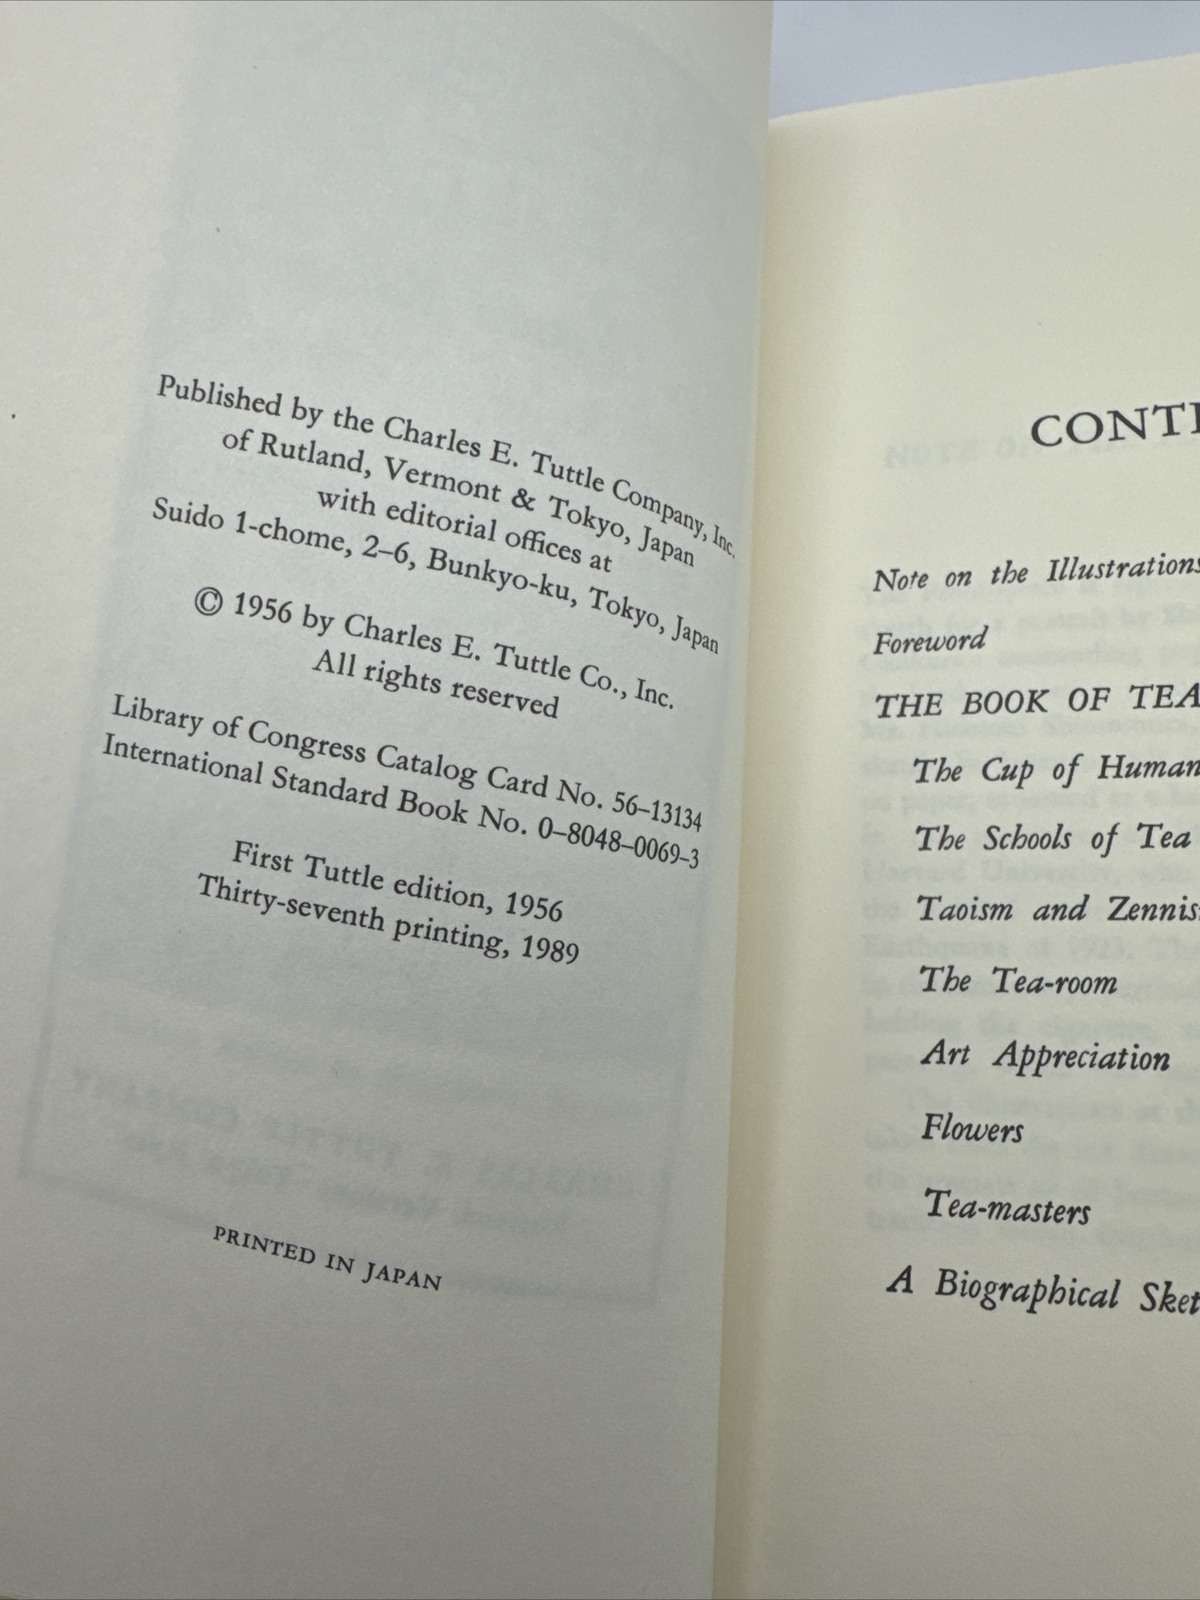 Published by the Charles E. Tuttle Company, Inc.
of Rutland, Vermont & Tokyo, Japan
with editorial offices at
Suido 1-chome, 2–6, Bunkyo-ku, Tokyo, Japan
© 1956 by Charles E. Tuttle Co., Inc.
All rights reserved
Library of Congress Catalog Card No. 56–13134
International Standard Book No. 0–8048–0069–3
First Tuttle edition, 1956
Thirty-seventh printing, 1989
PRINTED IN JAPAN
Note on the Illustrations
Foreword
THE BOOK OF TEA
The Cup of
The Schools of Tea
Taoism and
The Tea-room
Art Appreciation
Flowers
Tea-masters
A Biographical